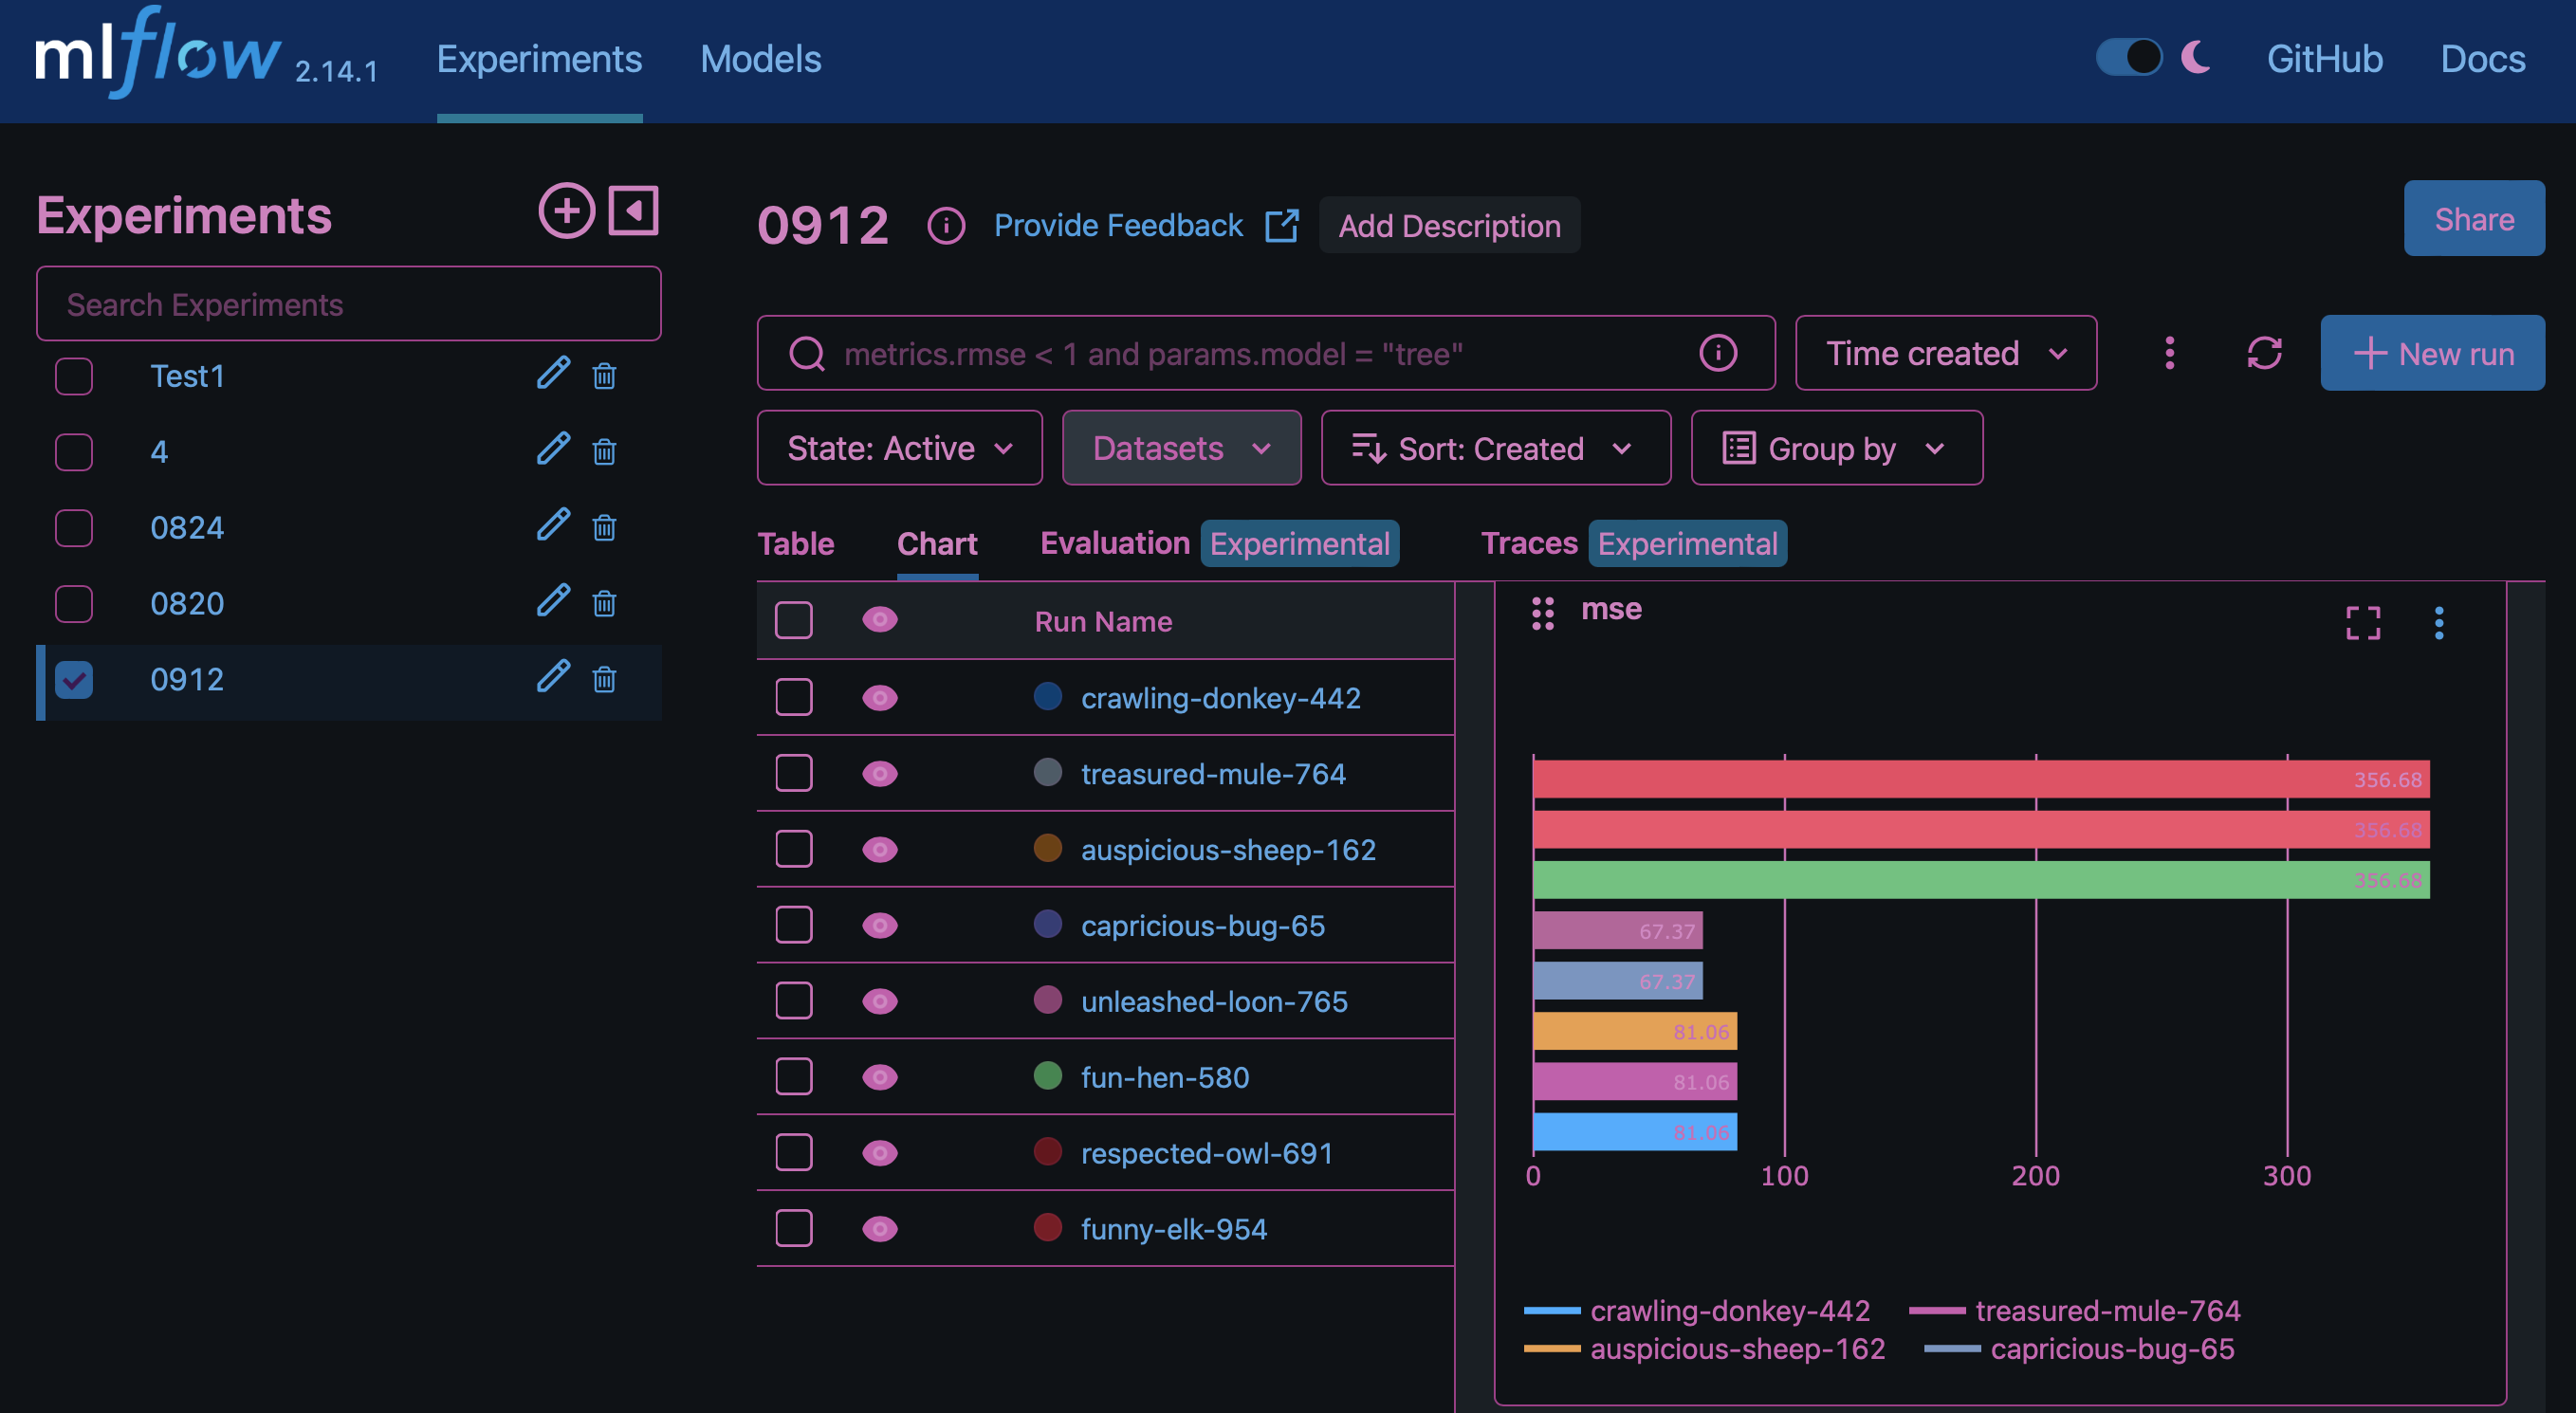 mlflow 2.14.1 Experiments Models GitHub Docs
Experiments
Search Experiments
Test1
4
0824
0820
0912
0912 Provide Feedback Add Description Share
metrics.rmse < 1 and params.model = "tree" Time created New run
State: Active Datasets Sort: Created Group by
Table Chart Evaluation Experimental Traces Experimental
Run Name
crawling-donkey-442
treasured-mule-764
auspicious-sheep-162
capricious-bug-65
unleashed-loon-765
fun-hen-580
respected-owl-691
funny-elk-954
mse
356.68
356.68
356.68
67.37
67.37
81.06
81.06
81.06
0 100 200 300
crawling-donkey-442 treasured-mule-764
auspicious-sheep-162 capricious-bug-65